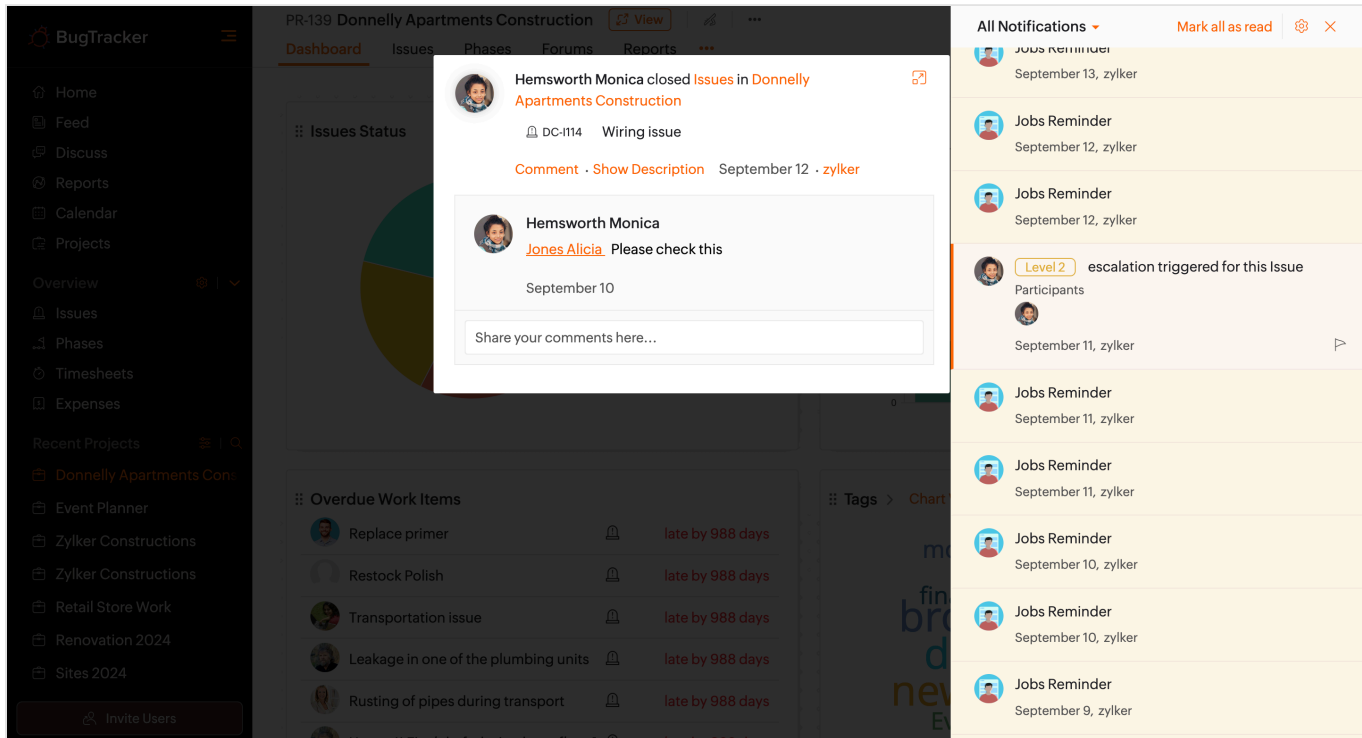 BugTracker
Home
Feed
Discuss
Reports
Calendar
Projects
Overview
Issues
Phases
Timesheets
Expenses
Recent Projects
Donnelly Apartments Con
Event Planner
Zylker Constructions
Zylker Constructions
Retail Store Work
Renovation 2024
Sites 2024
Invite Users
PR-139 Donnelly Apartments Construction View
Dashboard Issues Phases Forums Reports
Issues Status
Hemsworth Monica closed Issues in Donnelly
Apartments Construction
DC-I114 Wiring issue
Comment . Show Description September 12 . zylker
Hemsworth Monica
Jones Alicia Please check this
September 10
Share your comments here...
0
Overdue Work Items
Replace primer late by 988 days
Restock Polish late by 988 days
Transportation issue late by 988 days
Leakage in one of the plumbing units late by 988 days
Rusting of pipes during transport late by 988 days
Tags > Chart
All Notifications
Mark all as read
Jobs Reminder
September 13, zylker
Jobs Reminder
September 12, zylker
Jobs Reminder
September 12, zylker
Level 2 escalation triggered for this Issue
Participants
September 11, zylker
Jobs Reminder
September 11, zylker
Jobs Reminder
September 11, zylker
Jobs Reminder
September 10, zylker
Jobs Reminder
September 10, zylker
Jobs Reminder
September 9, zylker